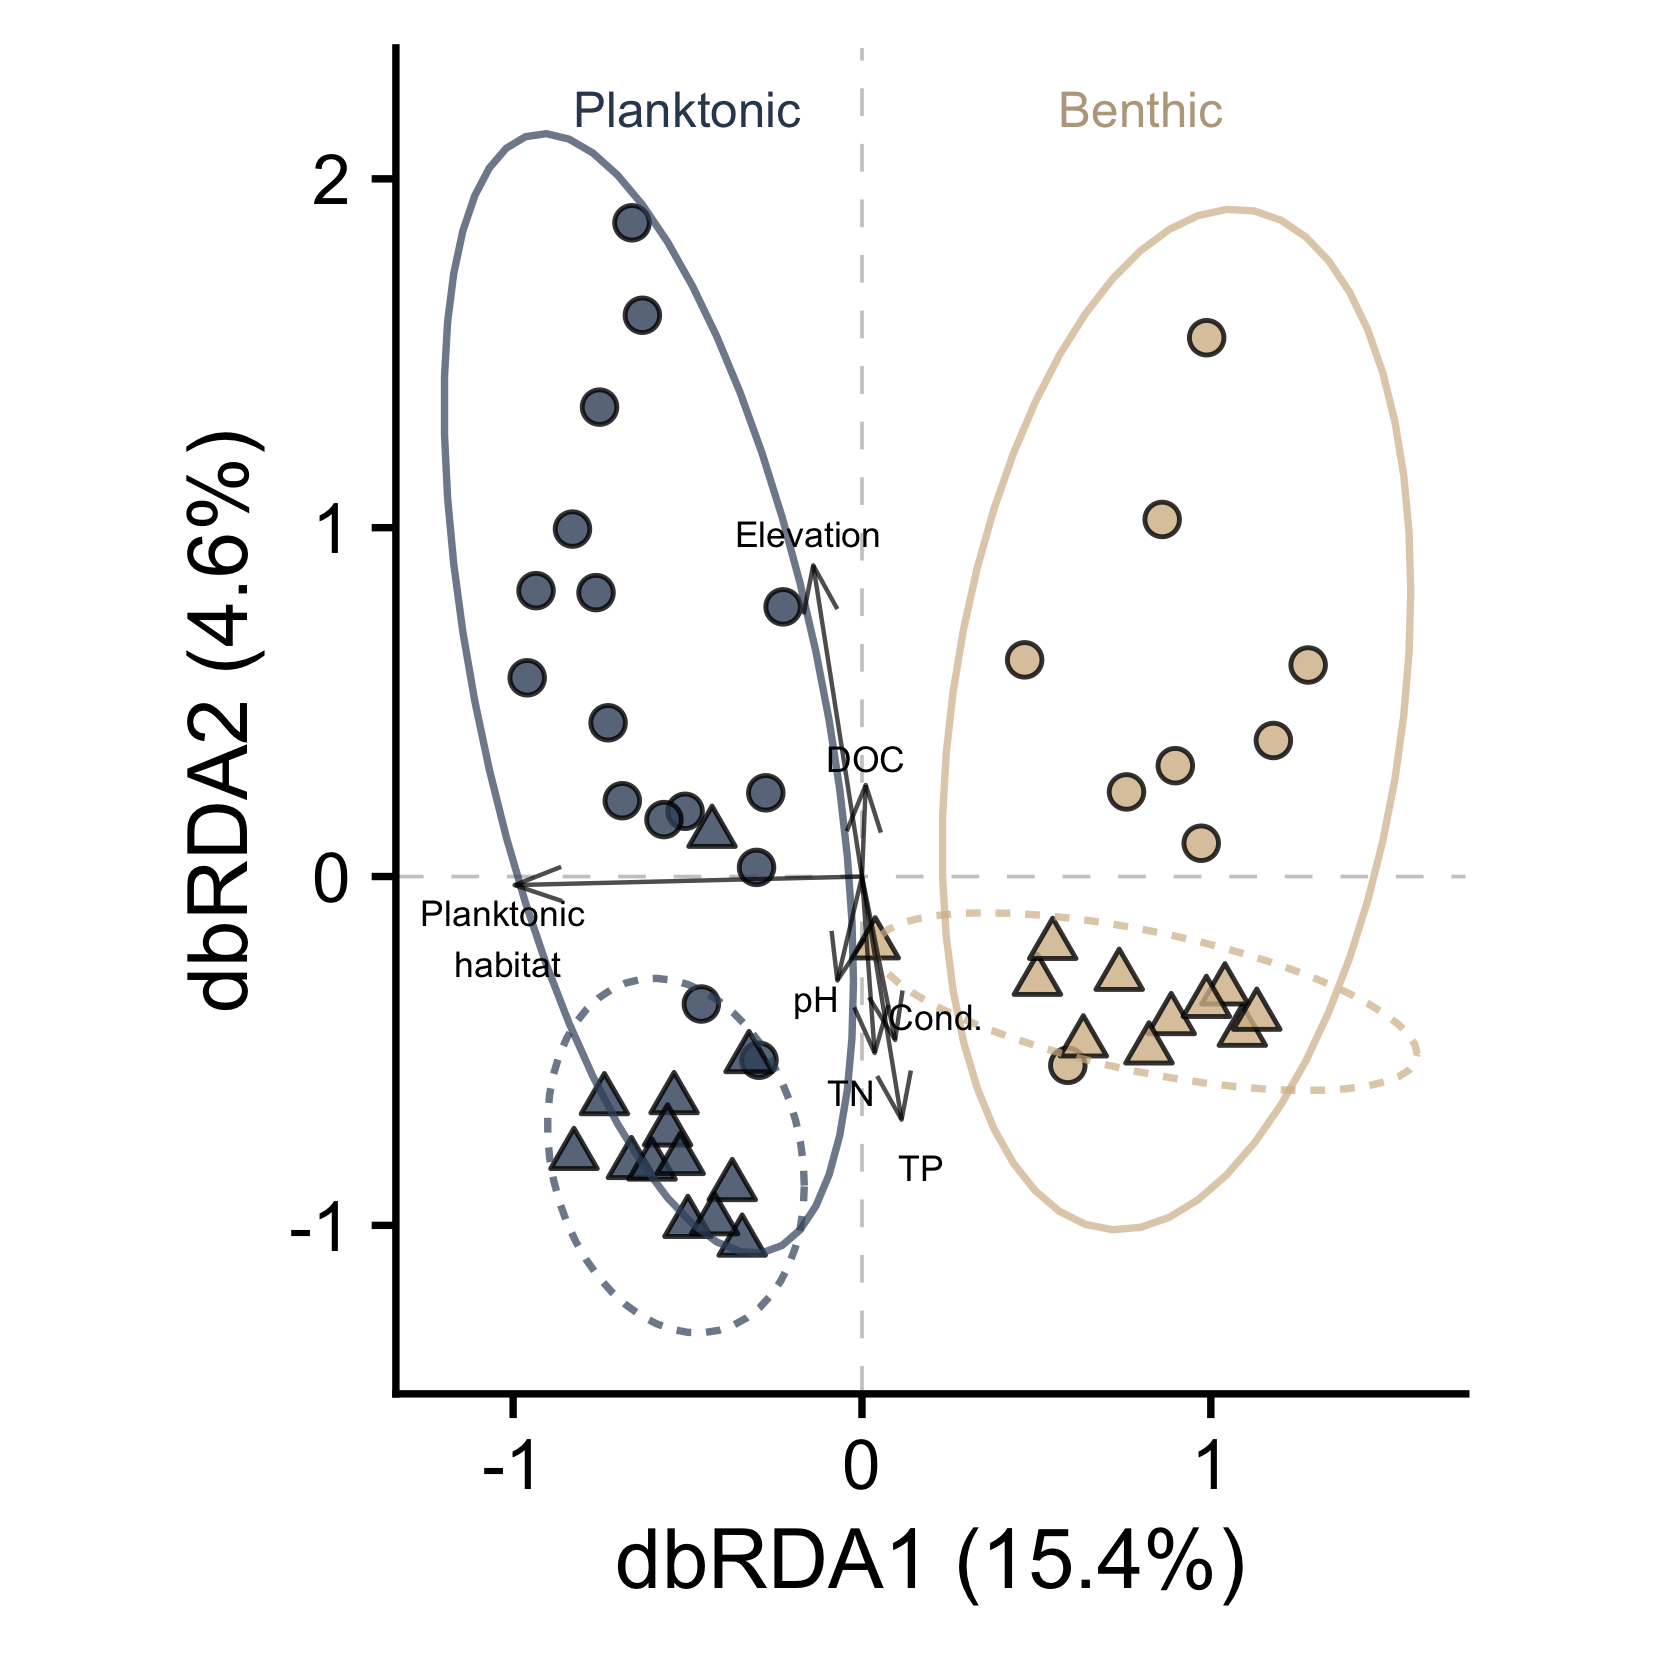 Planktonic Benthic
2
1
0
-1
dbRDA2 (4.6%)
Elevation
DOC
Planktonic
habitat
pH
Cond.
TN
TP
-1 0 1
dbRDA1 (15.4%)